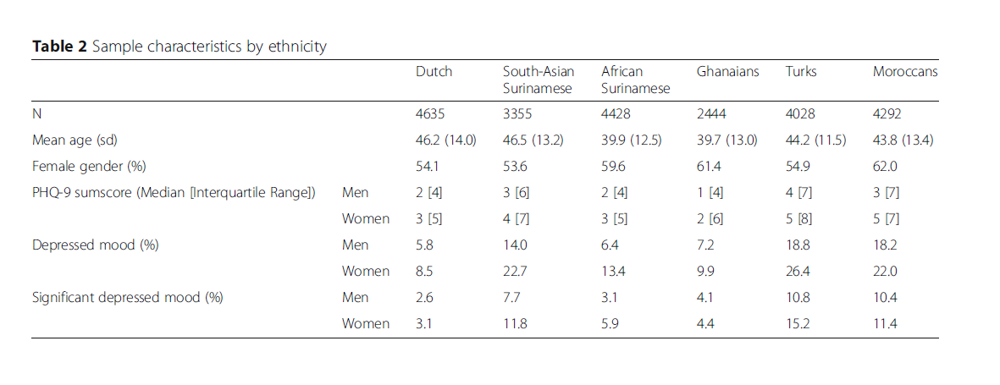 Table 2 Sample characteristics by ethnicity
Dutch South-Asian Surinamese African Surinamese Ghanaians Turks Moroccans
N 4635 3355 4428 2444 4028 4292
Mean age (sd) 46.2 (14.0) 46.5 (13.2) 39.9 (12.5) 39.7 (13.0) 44.2 (11.5) 43.8 (13.4)
Female gender (%) 54.1 53.6 59.6 61.4 54.9 62.0
PHQ-9 sumscore (Median [Interquartile Range]) Men 2 [4] 3 [6] 2 [4] 1 [4] 4 [7] 3 [7]
Women 3 [5] 4 [7] 3 [5] 2 [6] 5 [8] 5 [7]
Depressed mood (%) Men 5.8 14.0 6.4 7.2 18.8 18.2
Women 8.5 22.7 13.4 9.9 26.4 22.0
Significant depressed mood (%) Men 2.6 7.7 3.1 4.1 10.8 10.4
Women 3.1 11.8 5.9 4.4 15.2 11.4